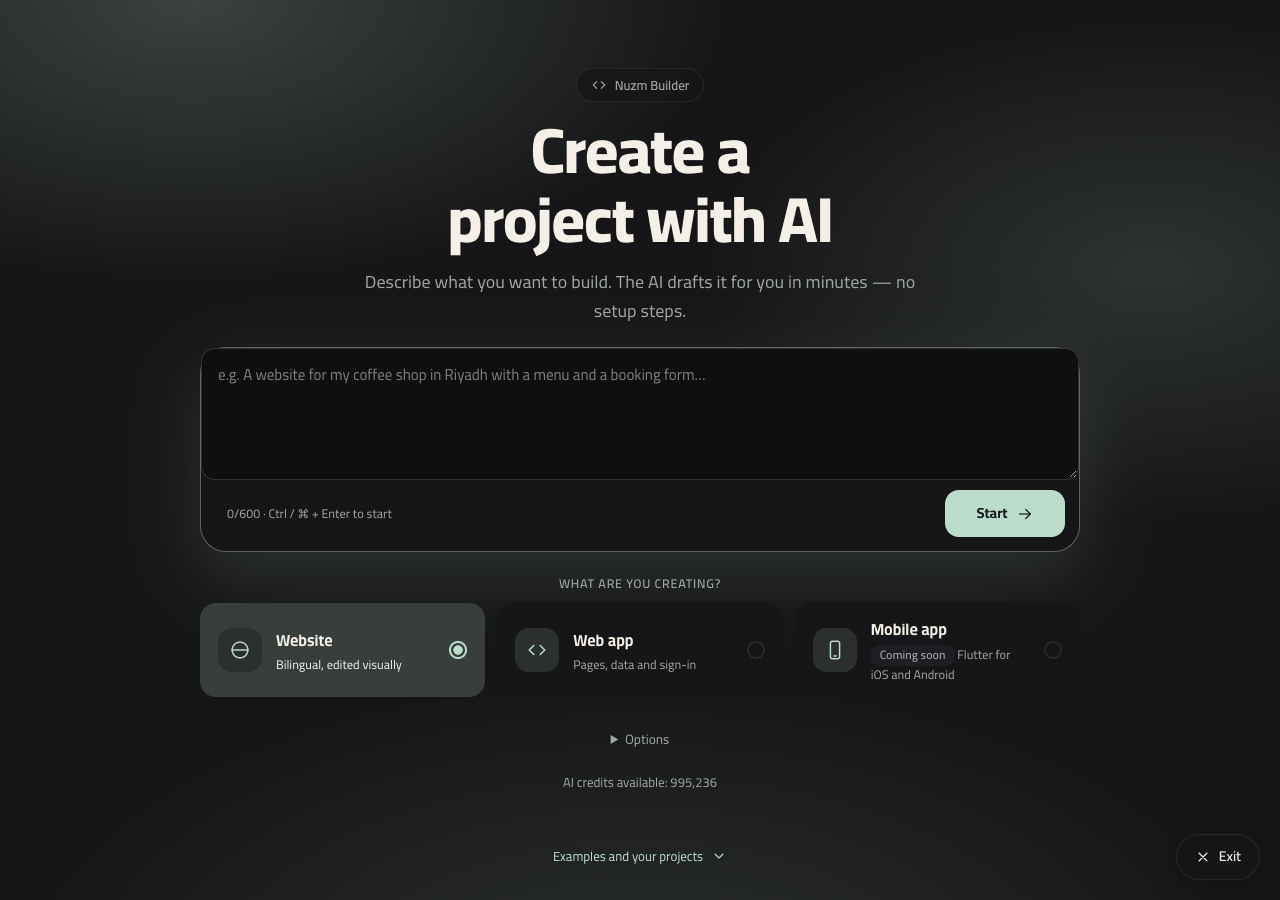 Nuzm Builder
Create a
project with AI
Describe what you want to build. The AI drafts it for you in minutes — no
setup steps.
e.g. A website for my coffee shop in Riyadh with a menu and a booking form…
0/600 · Ctrl / ⌘ + Enter to start
Start
WHAT ARE YOU CREATING?
Website
Bilingual, edited visually
Web app
Pages, data and sign-in
Mobile app
Coming soon Flutter for
iOS and Android
Options
AI credits available: 995,236
Examples and your projects
Exit